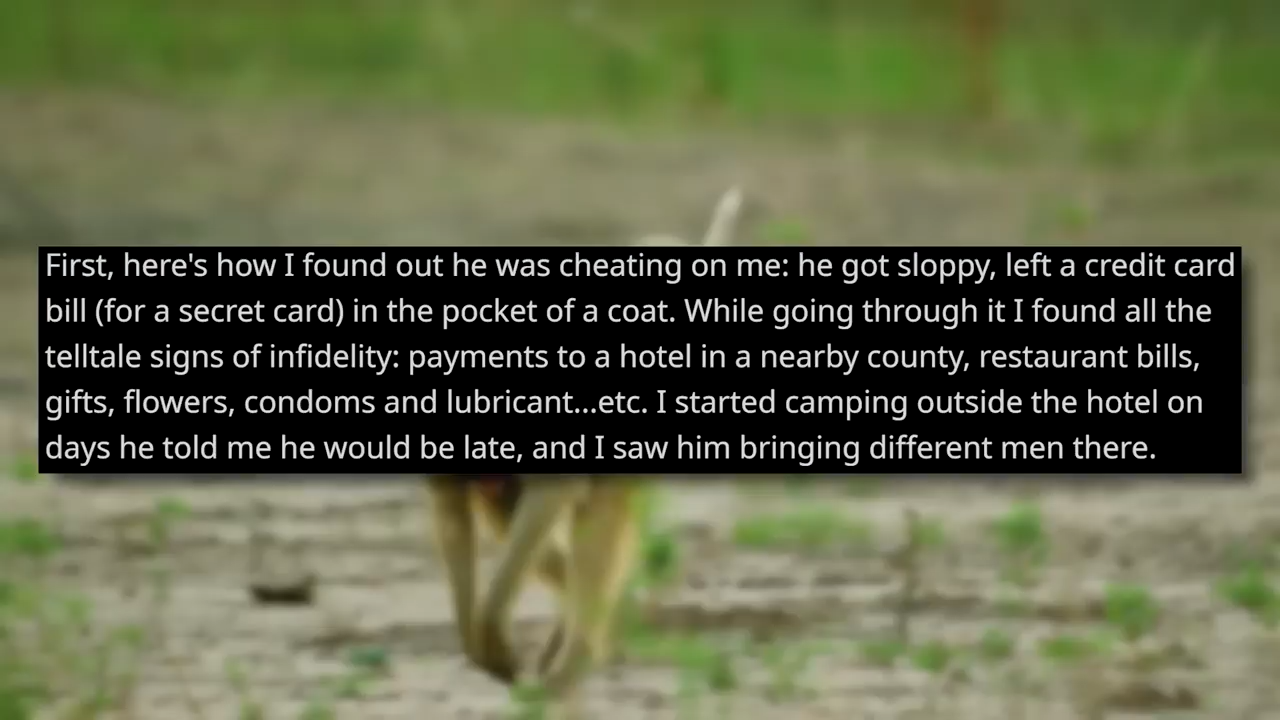 First, here's how I found out he was cheating on me: he got sloppy, left a credit card
bill (for a secret card) in the pocket of a coat. While going through it I found all the
telltale signs of infidelity: payments to a hotel in a nearby county, restaurant bills,
gifts, flowers, condoms and lubricant...etc. I started camping outside the hotel on
days he told me he would be late, and I saw him bringing different men there.